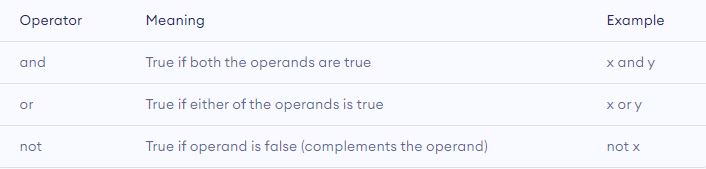 Operator Meaning Example
and True if both the operands are true x and y
or True if either of the operands is true x or y
not True if operand is false (complements the operand) not x